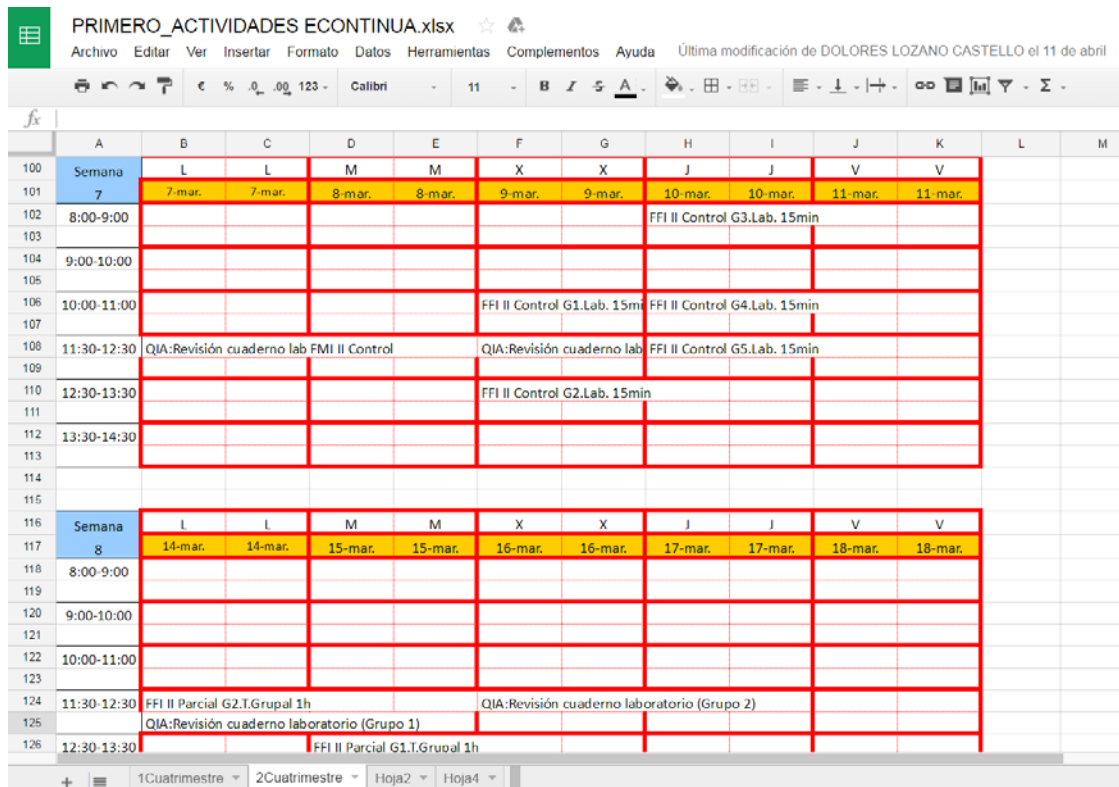 PRIMERO_ACTIVIDADES ECONTINUA.xlsx
Archivo Editar Ver Insertar Formato Datos Herramientas Complementos Ayuda Última modificación de DOLORES LOZANO CASTELLO el 11 de abril
€ % .0 .00 123 Calibri 11 B I S A Σ
fx
A B C D E F G H I J K L M
100 Semana L L M M X X J J V V
101 7 7-mar. 7-mar. 8-mar. 8-mar. 9-mar. 9-mar. 10-mar. 10-mar. 11-mar. 11-mar.
102 8:00-9:00 FFI II Control G3.Lab. 15min
103
104 9:00-10:00
105
106 10:00-11:00 FFI II Control G1.Lab. 15mi FFI II Control G4.Lab. 15min
107
108 11:30-12:30 QIA:Revisión cuaderno lab FMI II Control QIA:Revisión cuaderno lab FFI II Control G5.Lab. 15min
109
110 12:30-13:30 FFI II Control G2.Lab. 15min
111
112 13:30-14:30
113
114
115
116 Semana L L M M X X J J V V
117 8 14-mar. 14-mar. 15-mar. 15-mar. 16-mar. 16-mar. 17-mar. 17-mar. 18-mar. 18-mar.
118 8:00-9:00
119
120 9:00-10:00
121
122 10:00-11:00
123
124 11:30-12:30 FFI II Parcial G2.T.Grupal 1h QIA:Revisión cuaderno laboratorio (Grupo 2)
125 QIA:Revisión cuaderno laboratorio (Grupo 1)
126 12:30-13:30 FFI II Parcial G1.T.Grupal 1h
+ 1Cuatrimestre 2Cuatrimestre Hoja2 Hoja4